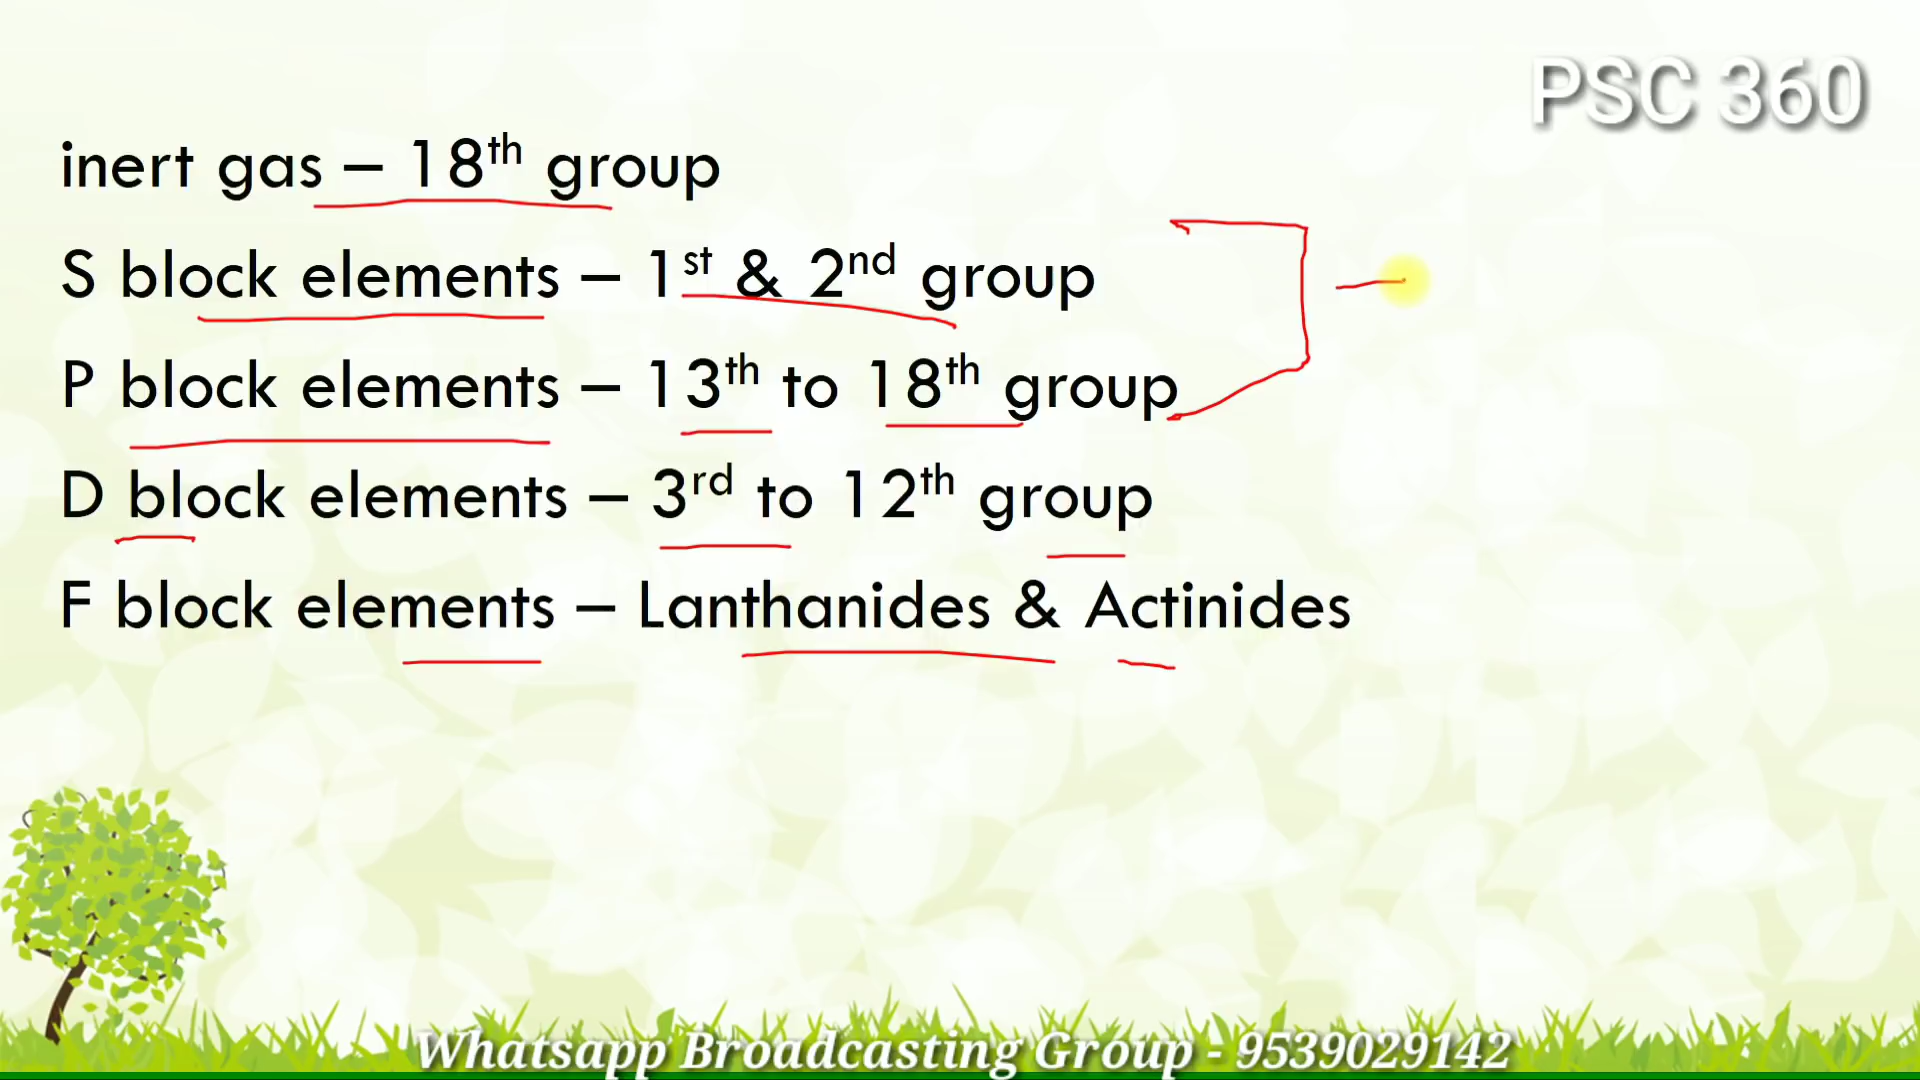 PSC 360
inert gas – 18th group
S block elements – 1st & 2nd group
P block elements – 13th to 18th group
D block elements – 3rd to 12th group
F block elements – Lanthanides & Actinides
Whatsapp Broadcasting Group - 9539029142